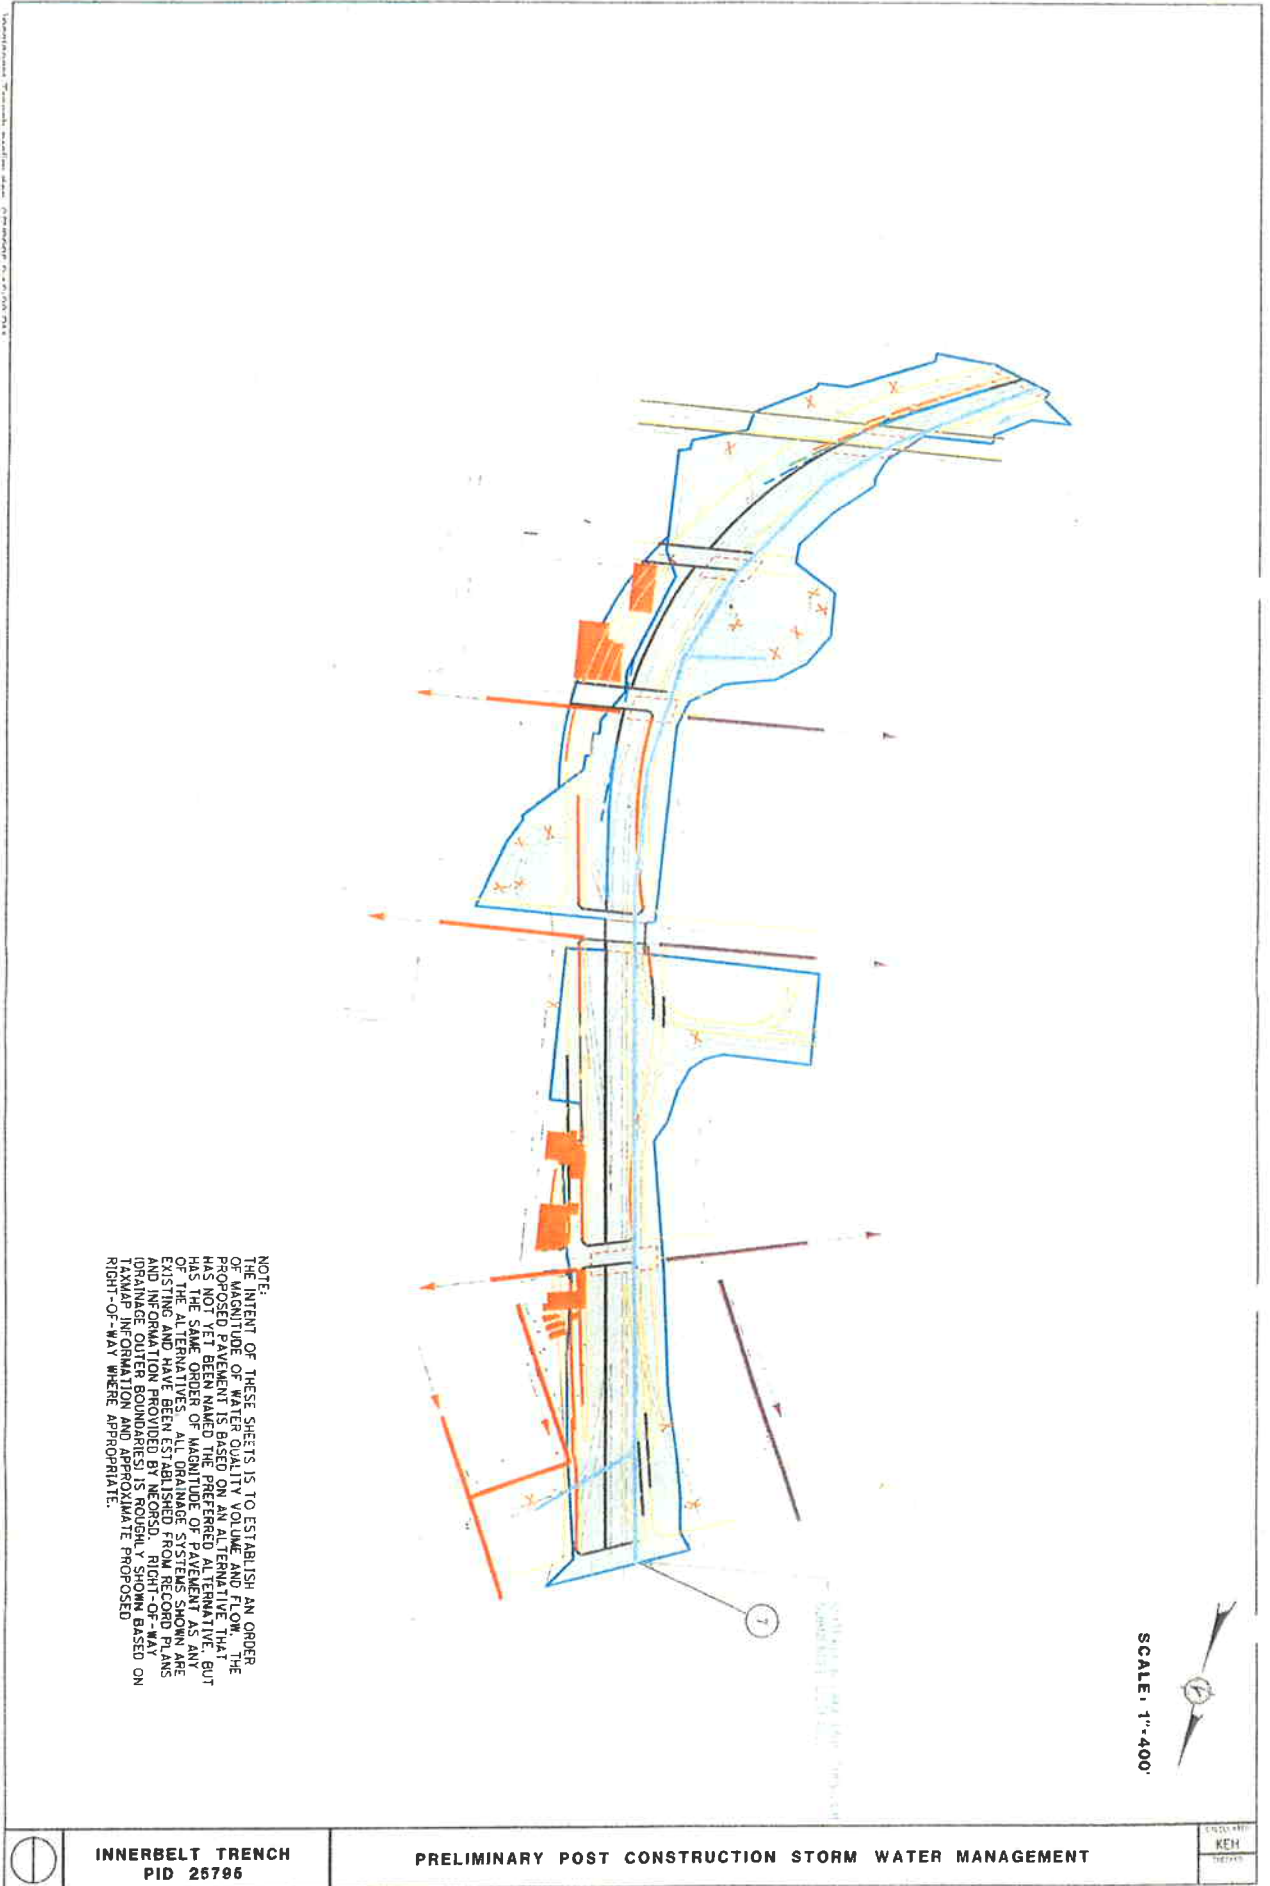 SCALE: 1"=400'
7
NOTE:
THE INTENT OF THESE SHEETS IS TO ESTABLISH AN ORDER
OF MAGNITUDE OF WATER QUALITY VOLUME AND FLOW. THE
PROPOSED PAVEMENT IS BASED ON AN ALTERNATIVE THAT
HAS NOT YET BEEN NAMED THE PREFERRED ALTERNATIVE, BUT
HAS THE SAME ORDER OF MAGNITUDE OF PAVEMENT AS ANY
OF THE ALTERNATIVES. ALL DRAINAGE SYSTEMS SHOWN ARE
EXISTING AND HAVE BEEN ESTABLISHED FROM RECORD PLANS
AND INFORMATION PROVIDED BY NEORSD. RIGHT-OF-WAY
(DRAINAGE OUTER BOUNDARIES) IS ROUGHLY SHOWN BASED ON
TAXMAP INFORMATION AND APPROXIMATE PROPOSED
RIGHT-OF-WAY WHERE APPROPRIATE.
INNERBELT TRENCH
PID 25795
PRELIMINARY POST CONSTRUCTION STORM WATER MANAGEMENT
KEH